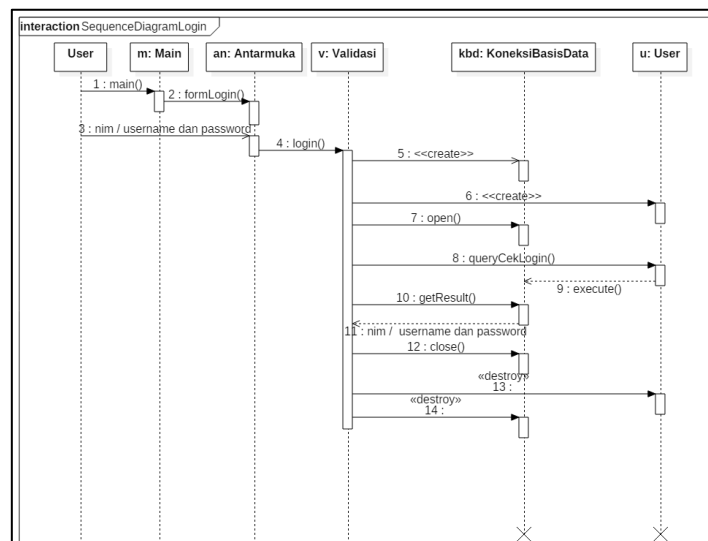 interaction SequenceDiagramLogin
User
m: Main
an: Antarmuka
v: Validasi
kbd: KoneksiBasisData
u: User
1 : main()
2 : formLogin()
3 : nim / username dan password
4 : login()
5 : <<create>>
6 : <<create>>
7 : open()
8 : queryCekLogin()
9 : execute()
10 : getResult()
11 : nim / username dan password
12 : close()
«destroy»
13 :
«destroy»
14 :